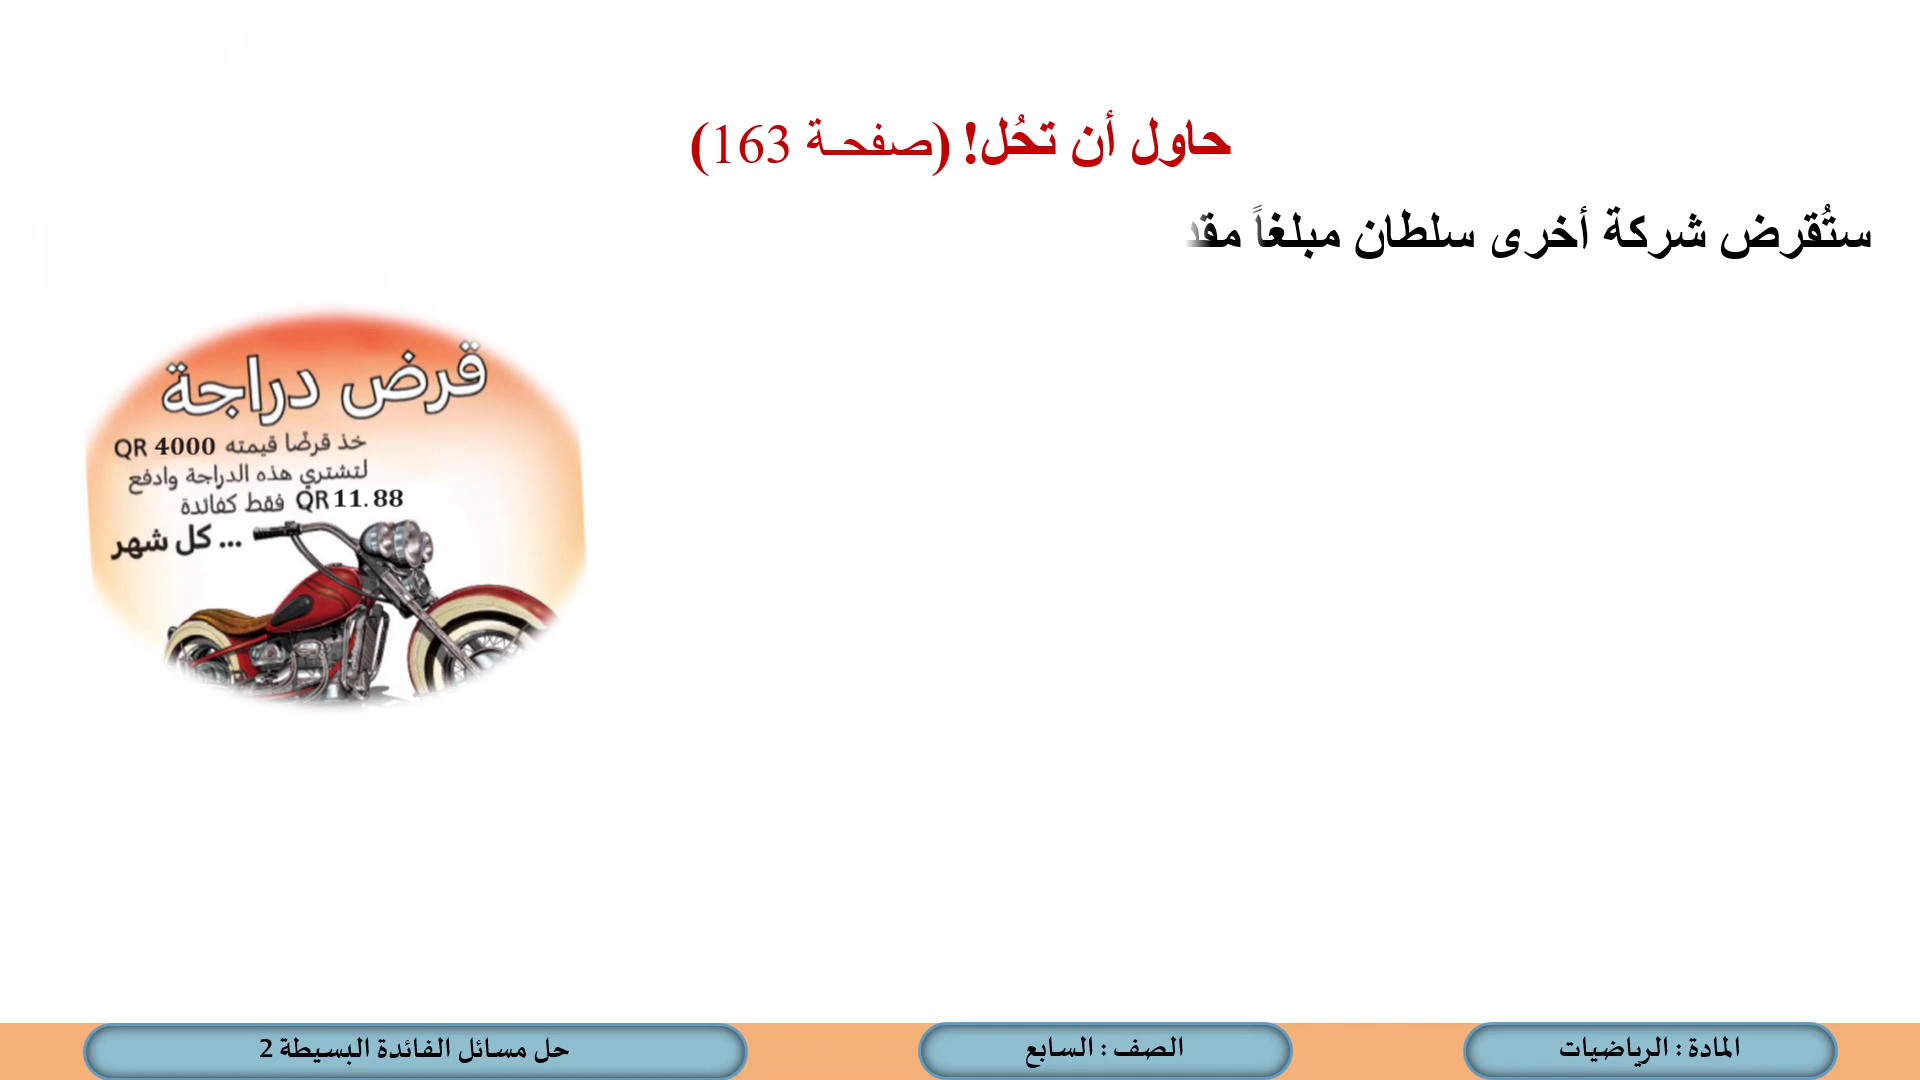 حاول أن تحُل! (صفحـة 163)
ستُقرض شركة أخرى سلطان مبلغاً
قرض دراجة
خذ قرضًا قيمته QR 4000
لتشتري هذه الدراجة وادفع
QR 11.88 فقط كفائدة
... كل شهر
المادة : الرياضيات
الصف : السابع
حل مسائل الفائدة البسيطة 2